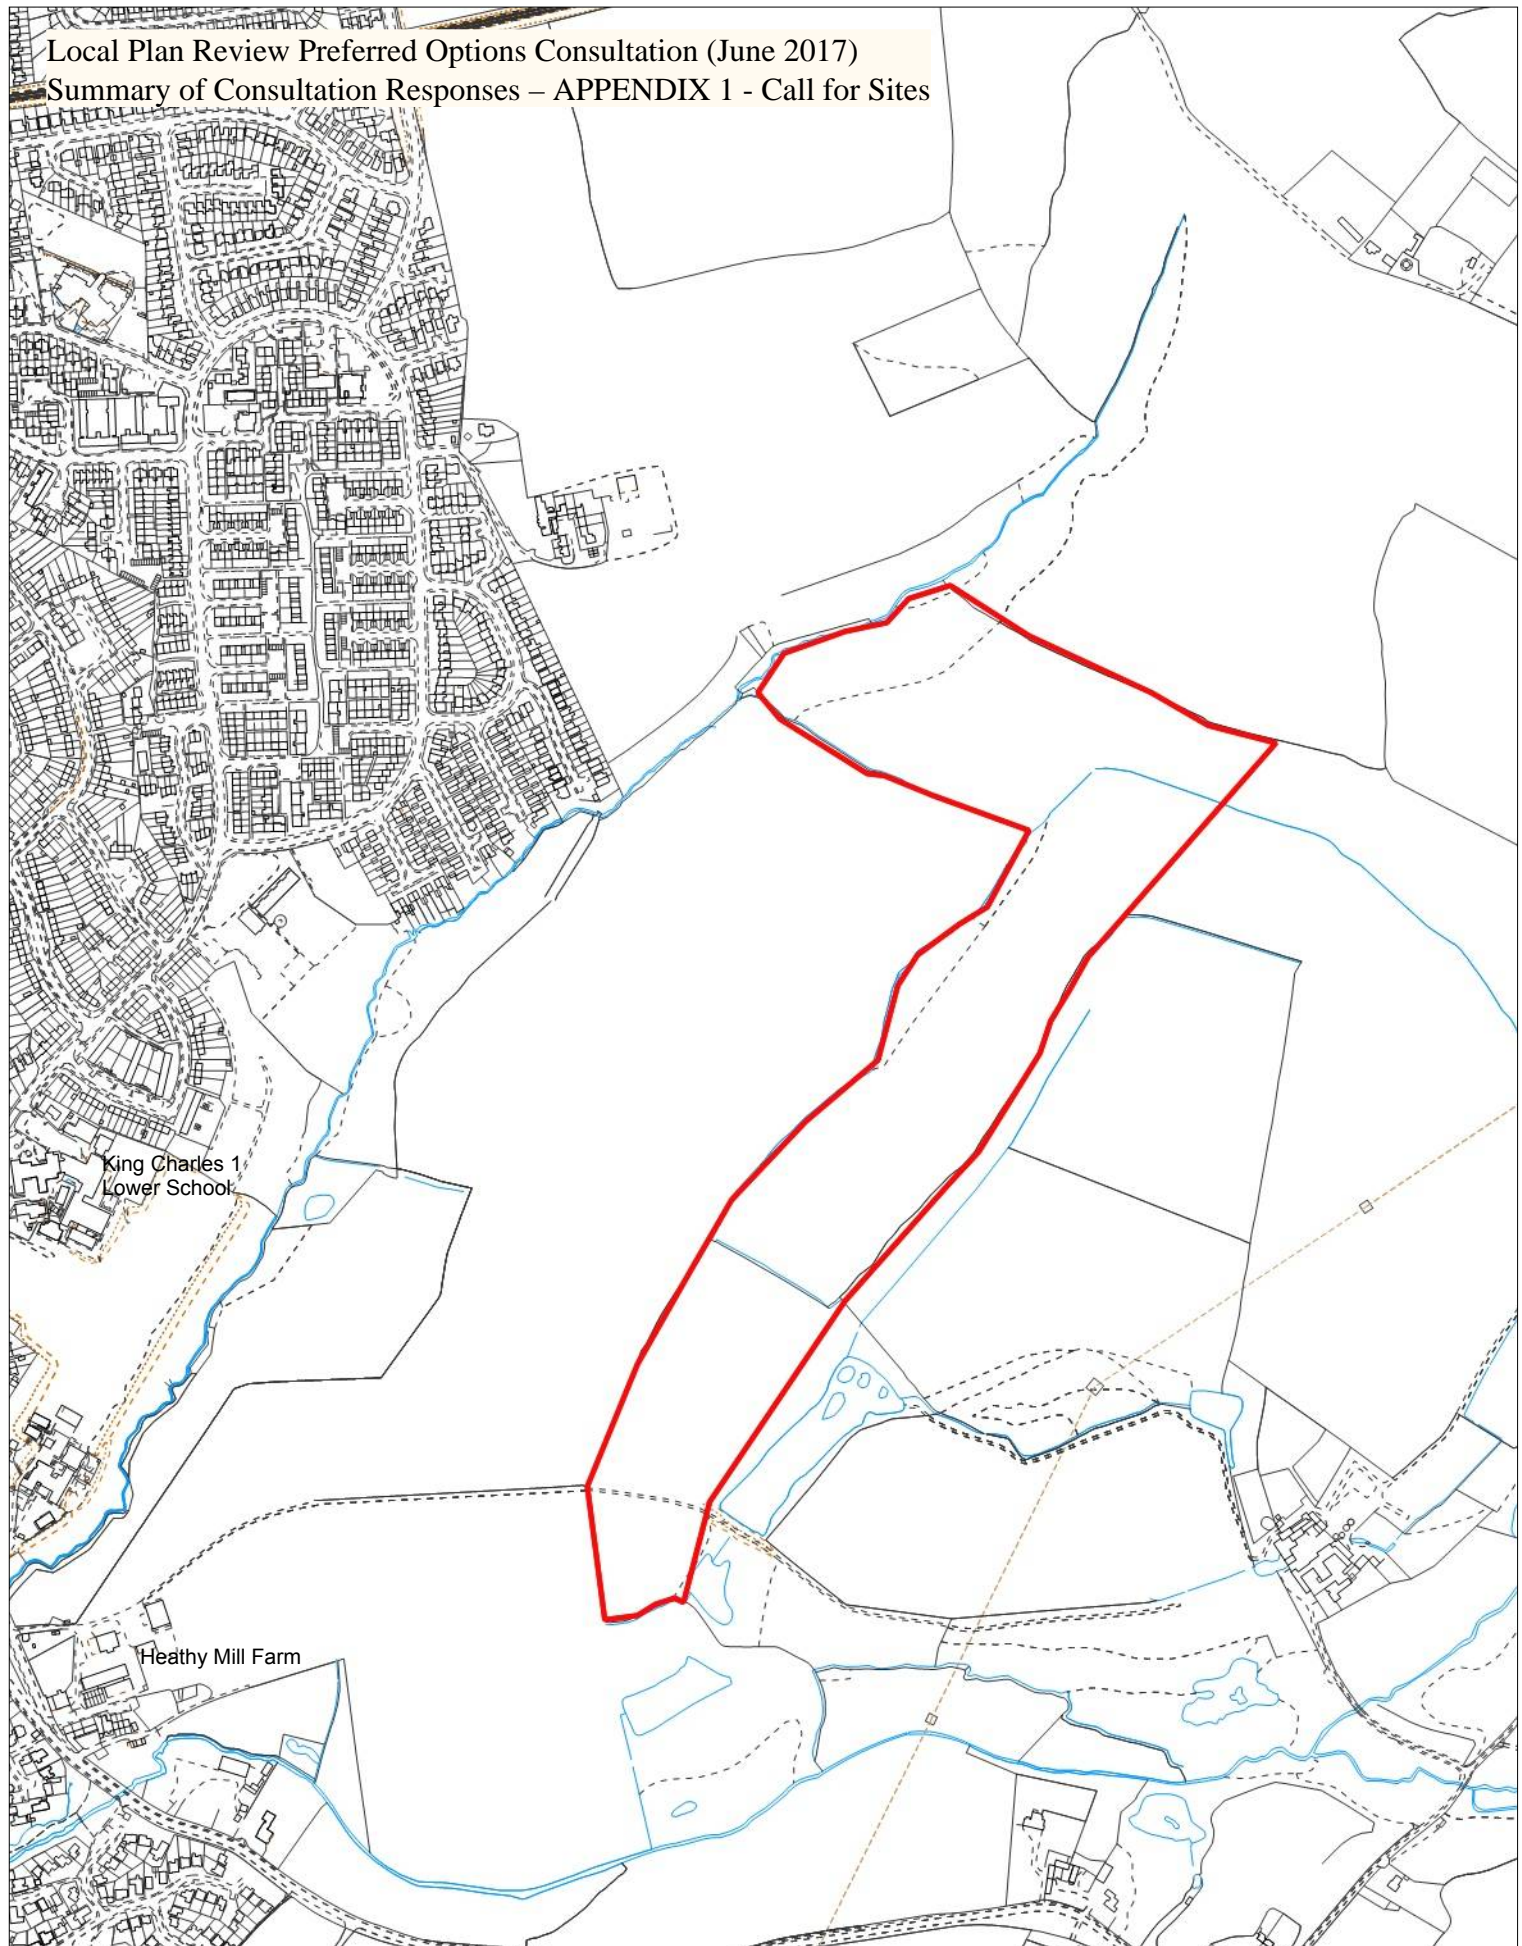 Local Plan Review Preferred Options Consultation (June 2017)
Summary of Consultation Responses – APPENDIX 1 - Call for Sites
King Charles 1
Lower School
Heathy Mill Farm